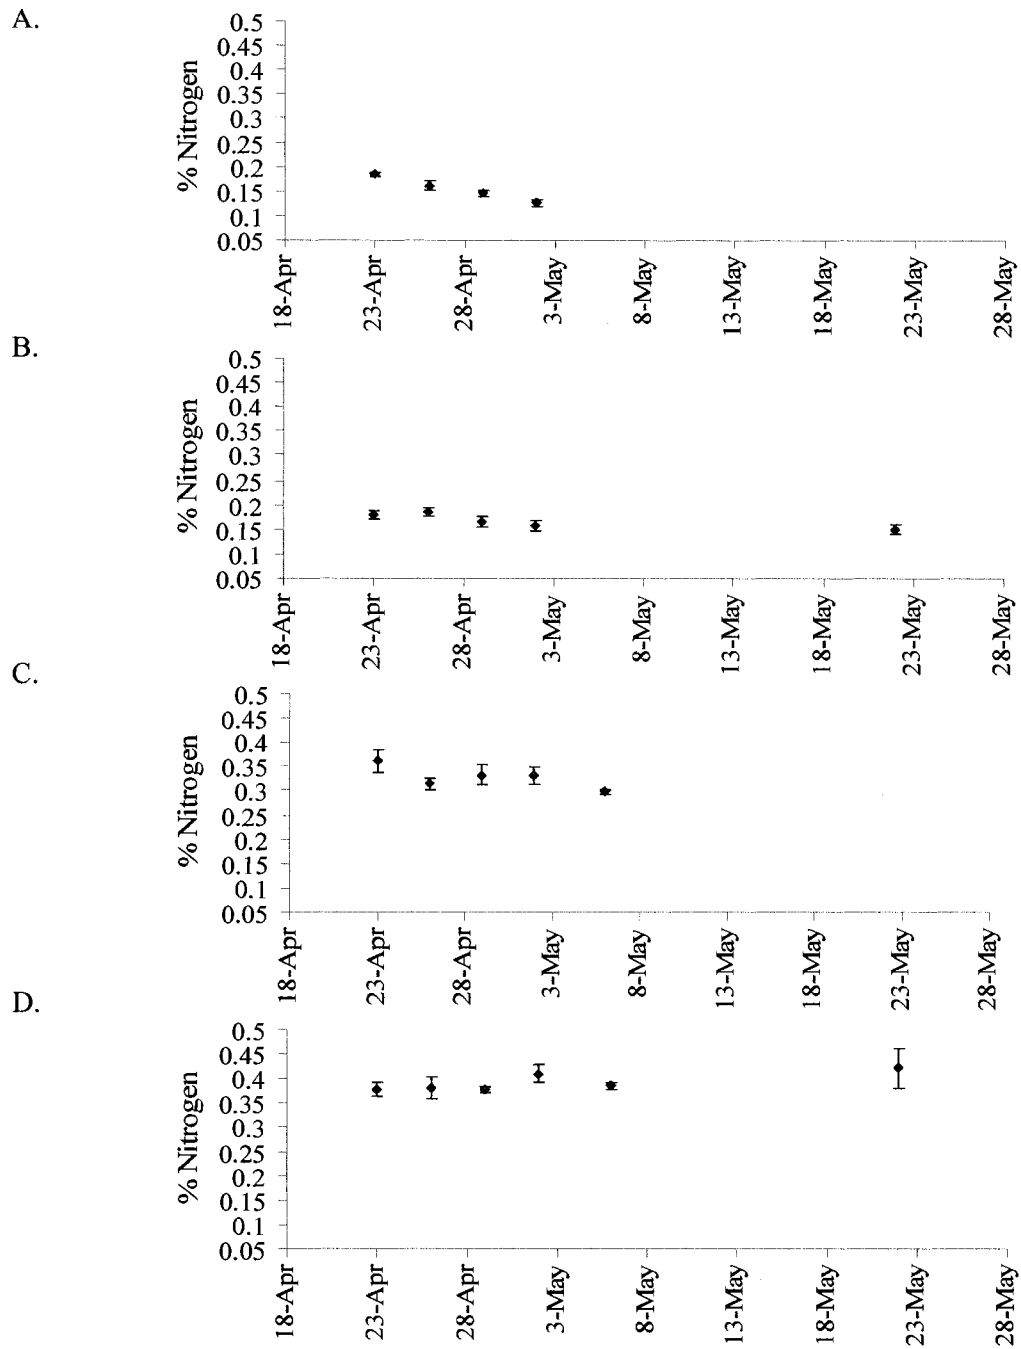 A.
% Nitrogen
0.5
0.45
0.4
0.35
0.3
0.25
0.2
0.15
0.1
0.05
18-Apr
23-Apr
28-Apr
3-May
8-May
13-May
18-May
23-May
28-May
B.
% Nitrogen
0.5
0.45
0.4
0.35
0.3
0.25
0.2
0.15
0.1
0.05
18-Apr
23-Apr
28-Apr
3-May
8-May
13-May
18-May
23-May
28-May
C.
% Nitrogen
0.5
0.45
0.4
0.35
0.3
0.25
0.2
0.15
0.1
0.05
18-Apr
23-Apr
28-Apr
3-May
8-May
13-May
18-May
23-May
28-May
D.
% Nitrogen
0.5
0.45
0.4
0.35
0.3
0.25
0.2
0.15
0.1
0.05
18-Apr
23-Apr
28-Apr
3-May
8-May
13-May
18-May
23-May
28-May